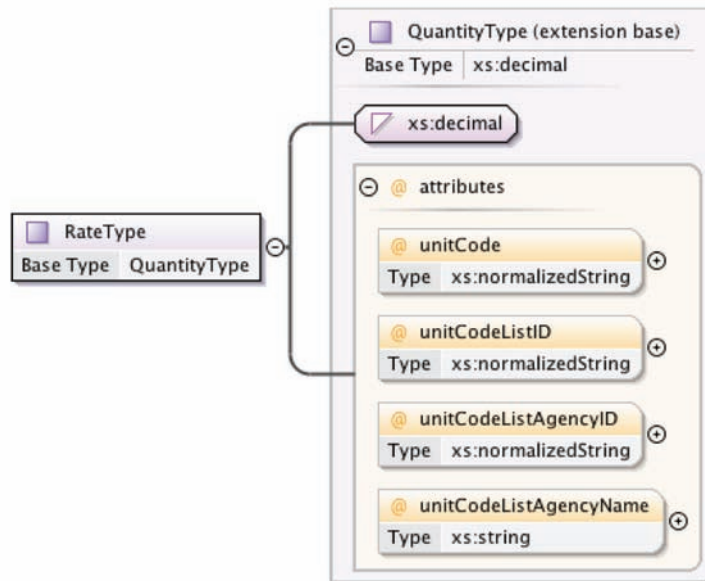 QuantityType (extension base)
Base Type xs:decimal
xs:decimal
@ attributes
RateType
Base Type QuantityType
@ unitCode
Type xs:normalizedString
@ unitCodeListID
Type xs:normalizedString
@ unitCodeListAgencyID
Type xs:normalizedString
@ unitCodeListAgencyName
Type xs:string